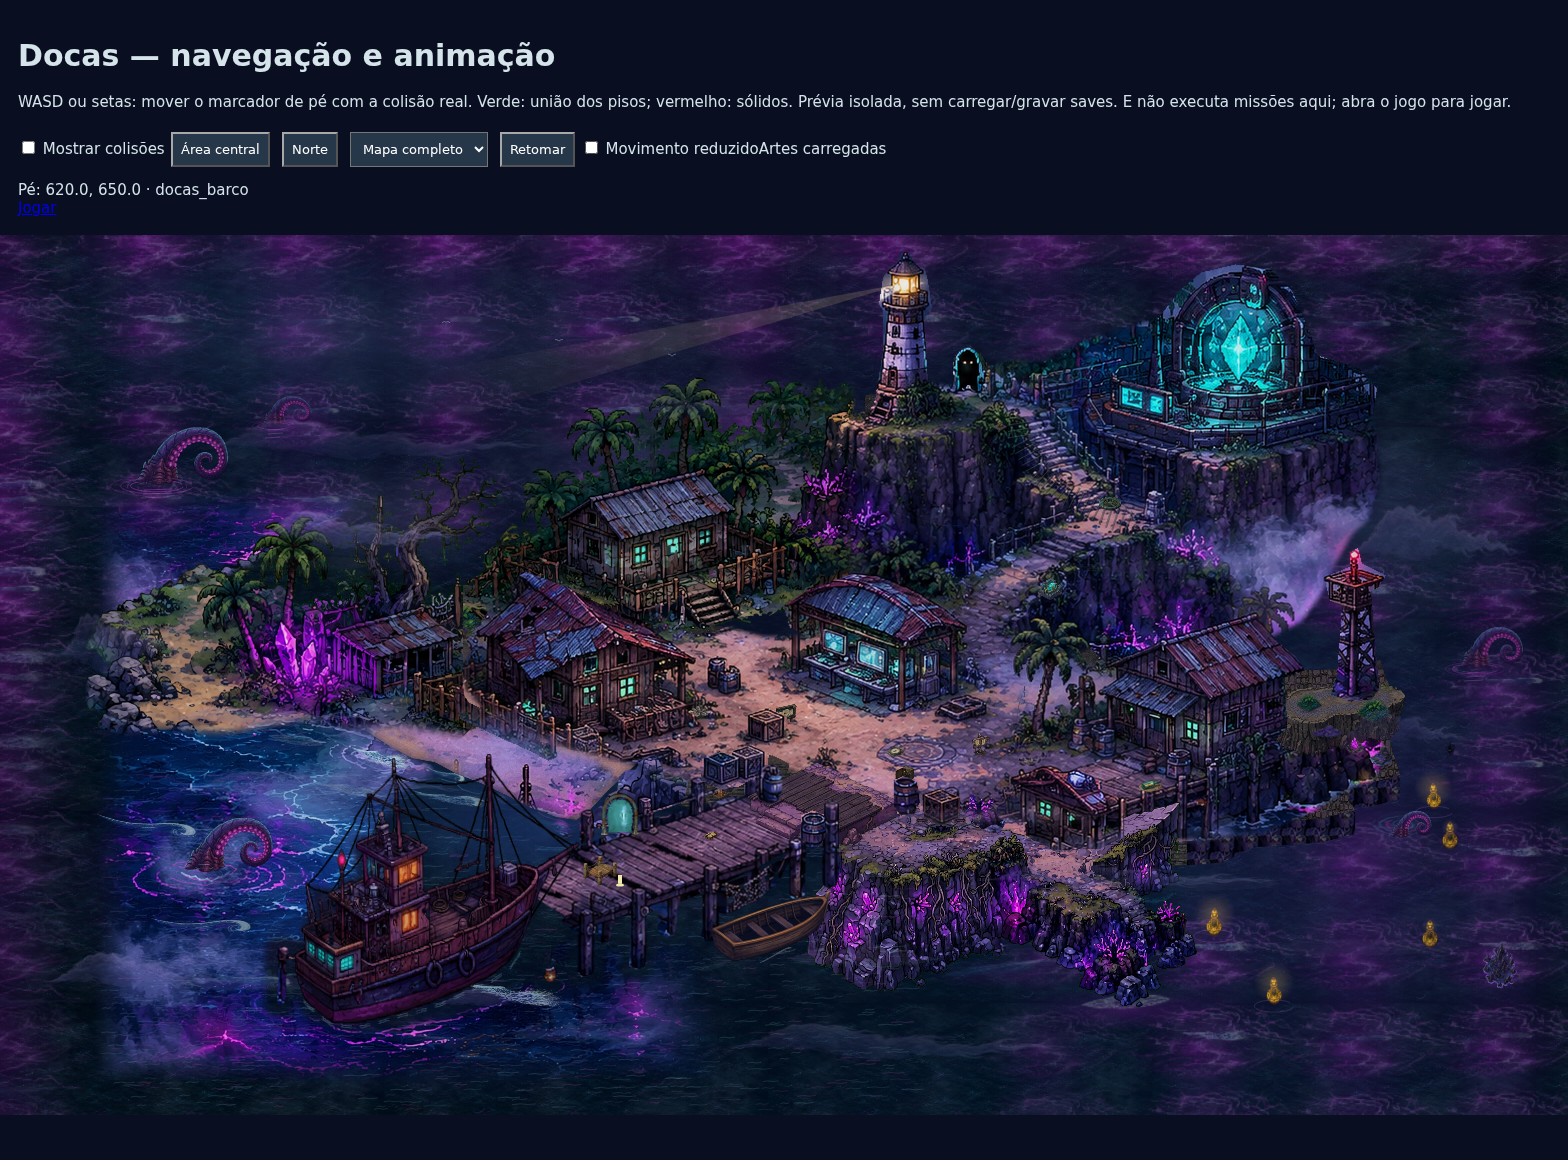 Docas — navegação e animação
WASD ou setas: mover o marcador de pé com a colisão real. Verde: união dos pisos; vermelho: sólidos. Prévia isolada, sem carregar/gravar saves. E não executa missões aqui; abra o jogo para jogar.
Mostrar colisões Área central Norte Mapa completo Retomar Movimento reduzidoArtes carregadas
Pé: 620.0, 650.0 · docas_barco
Jogar